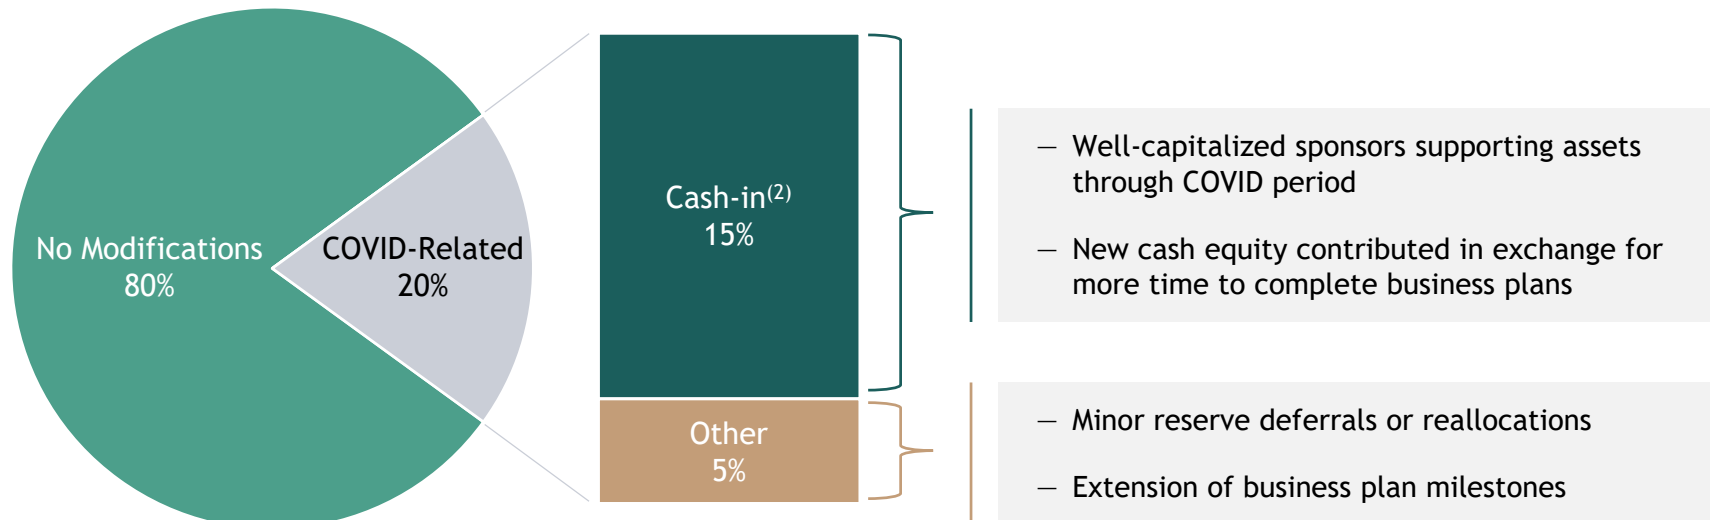 No Modifications
80%
COVID-Related
20%
Cash-in(2)
15%
Other
5%
— Well-capitalized sponsors supporting assets
through COVID period
— New cash equity contributed in exchange for
more time to complete business plans
— Minor reserve deferrals or reallocations
— Extension of business plan milestones